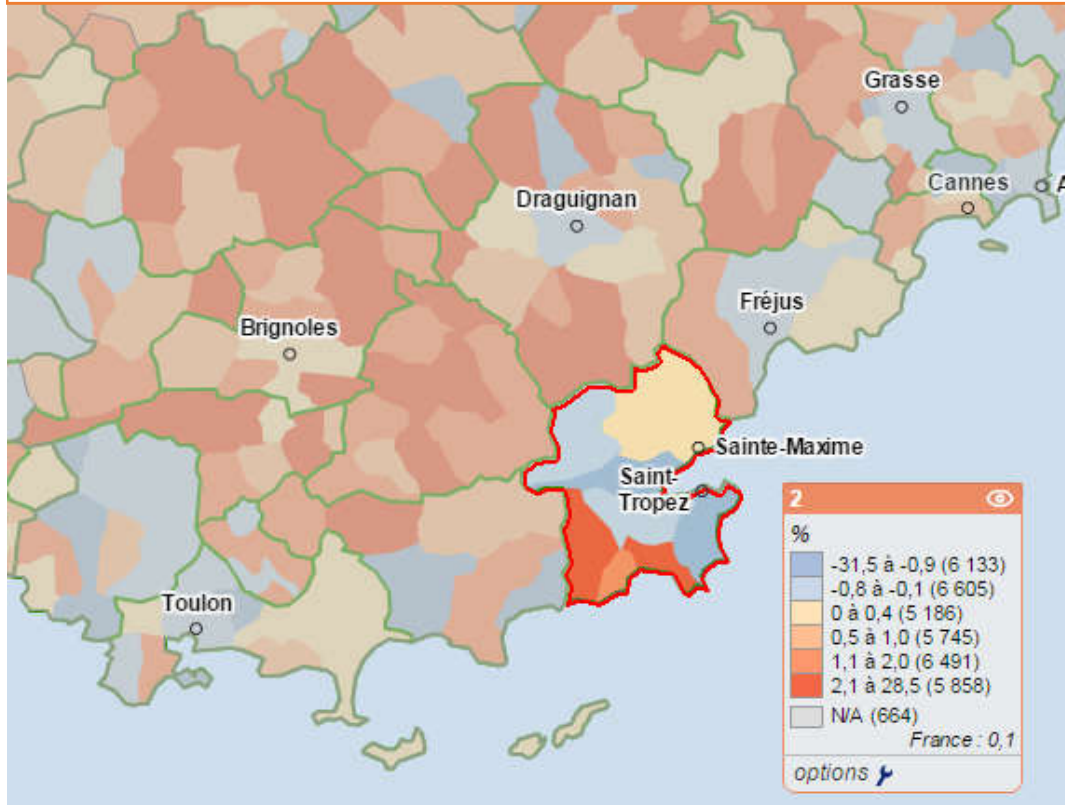 Grasse
Cannes
A
Draguignan
Fréjus
Brignoles
Sainte-Maxime
Saint-
Tropez
Toulon
2
%
-31,5 à -0,9 (6 133)
-0,8 à -0,1 (6 605)
0 à 0,4 (5 186)
0,5 à 1,0 (5 745)
1,1 à 2,0 (6 491)
2,1 à 28,5 (5 858)
N/A (664)
France : 0,1
options